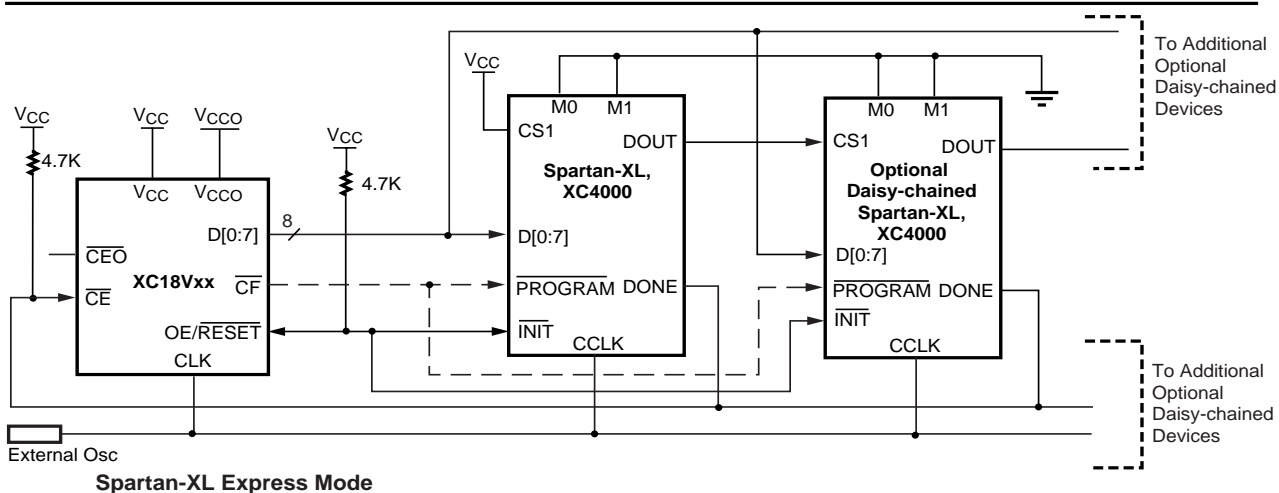 To Additional
Optional
Daisy-chained
Devices
VCC
M0 M1
M0 M1
VCC
VCC
VCCO
VCC
4.7K
4.7K
CS1
DOUT
Spartan-XL,
XC4000
CS1
DOUT
Optional
Daisy-chained
Spartan-XL,
XC4000
VCC
VCCO
D[0:7]
8
D[0:7]
D[0:7]
CEO
XC18Vxx
CF
CE
PROGRAM DONE
PROGRAM DONE
OE/RESET
INIT
INIT
CLK
CCLK
CCLK
To Additional
Optional
Daisy-chained
Devices
External Osc
Spartan-XL Express Mode